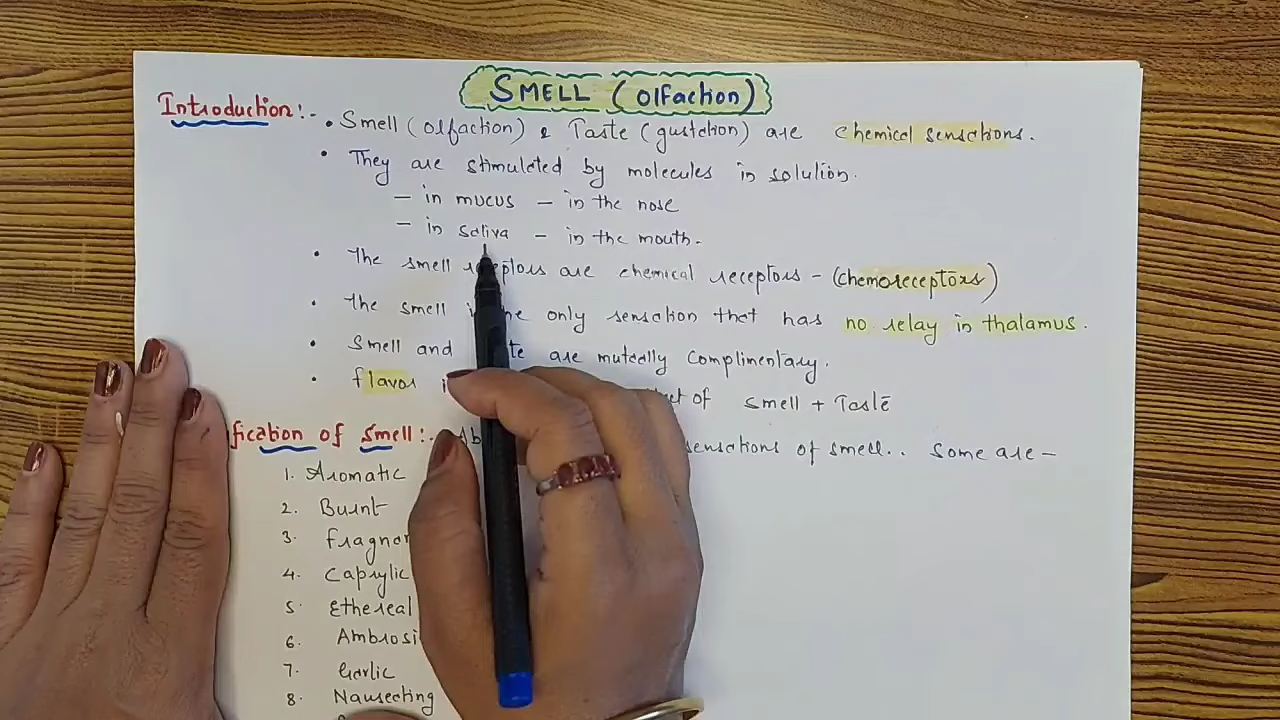 SMELL (Olfaction)
Introduction:-
• Smell (olfaction) & Taste (gustation) are chemical sensations.
• They are stimulated by molecules in solution.
— in mucus — in the nose
— in saliva — in the mouth.
• The smell receptors are chemical receptors - (chemoreceptors)
• The smell the only sensation that has no relay in thalamus.
• Smell and are mutually complimentary.
• flavor of smell + Taste
of smell:- sensations of smell.. Some are —
1. Aromatic
2. Burnt
3.
4. Caprylic
5. Ethereal
6.
7. Garlic
8. Nauseating